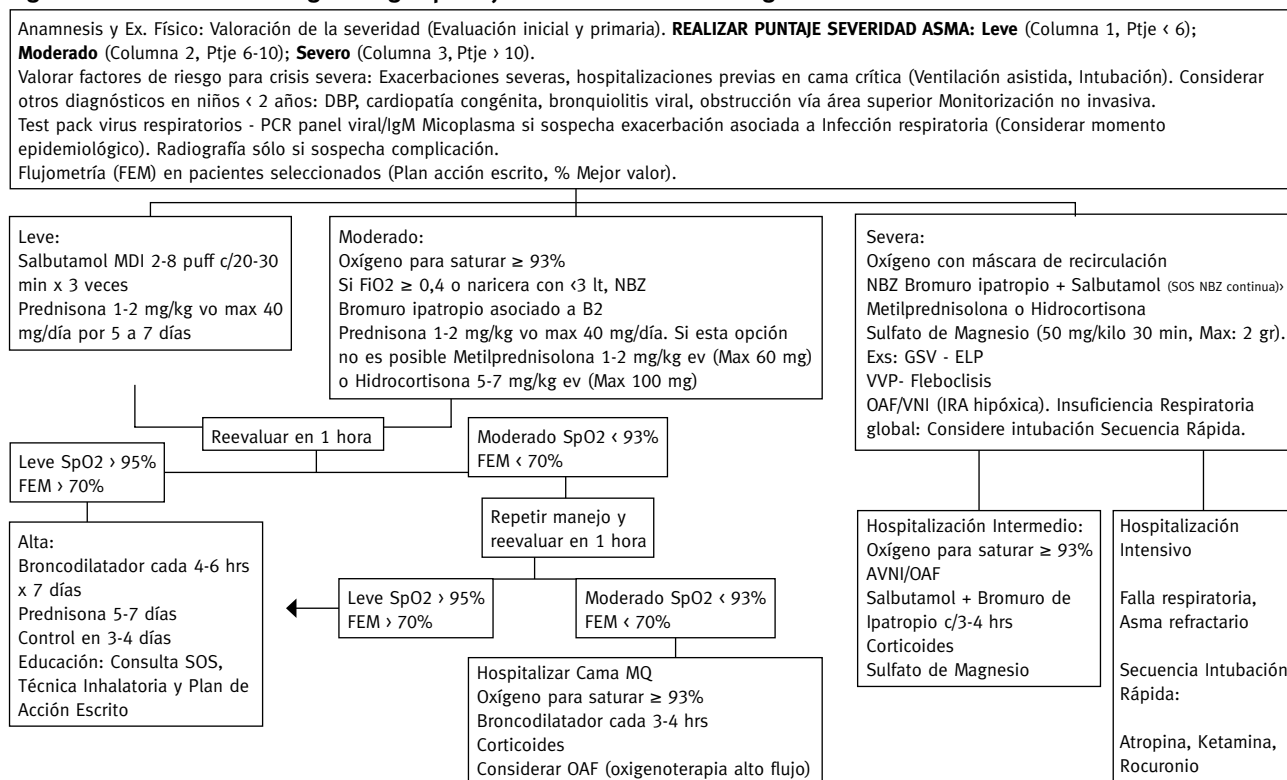 Anamnesis y Ex. Físico: Valoración de la severidad (Evaluación inicial y primaria). REALIZAR PUNTAJE SEVERIDAD ASMA: Leve (Columna 1, Ptje < 6);
Moderado (Columna 2, Ptje 6-10); Severo (Columna 3, Ptje > 10).
Valorar factores de riesgo para crisis severa: Exacerbaciones severas, hospitalizaciones previas en cama crítica (Ventilación asistida, Intubación). Considerar
otros diagnósticos en niños < 2 años: DBP, cardiopatía congénita, bronquiolitis viral, obstrucción vía área superior Monitorización no invasiva.
Test pack virus respiratorios - PCR panel viral/IgM Micoplasma si sospecha exacerbación asociada a Infección respiratoria (Considerar momento
epidemiológico). Radiografía sólo si sospecha complicación.
Flujometría (FEM) en pacientes seleccionados (Plan acción escrito, % Mejor valor).
Leve:
Salbutamol MDI 2-8 puff c/20-30
min x 3 veces
Prednisona 1-2 mg/kg vo max 40
mg/día por 5 a 7 días
Moderado:
Oxígeno para saturar ≥ 93%
Si FiO2 ≥ 0,4 o naricera con <3 lt, NBZ
Bromuro ipatropio asociado a B2
Prednisona 1-2 mg/kg vo max 40 mg/día. Si esta opción
no es posible Metilprednisolona 1-2 mg/kg ev (Max 60 mg)
o Hidrocortisona 5-7 mg/kg ev (Max 100 mg)
Severa:
Oxígeno con máscara de recirculación
NBZ Bromuro ipatropio + Salbutamol (SOS NBZ continua)>
Metilprednisolona o Hidrocortisona
Sulfato de Magnesio (50 mg/kilo 30 min, Max: 2 gr).
Exs: GSV - ELP
VVP- Fleboclisis
OAF/VNI (IRA hipóxica). Insuficiencia Respiratoria
global: Considere intubación Secuencia Rápida.
Reevaluar en 1 hora
Leve SpO2 > 95%
FEM > 70%
Moderado SpO2 < 93%
FEM < 70%
Repetir manejo y
reevaluar en 1 hora
Alta:
Broncodilatador cada 4-6 hrs
x 7 días
Prednisona 5-7 días
Control en 3-4 días
Educación: Consulta SOS,
Técnica Inhalatoria y Plan de
Acción Escrito
Leve SpO2 > 95%
FEM > 70%
Moderado SpO2 < 93%
FEM < 70%
Hospitalizar Cama MQ
Oxígeno para saturar ≥ 93%
Broncodilatador cada 3-4 hrs
Corticoides
Considerar OAF (oxigenoterapia alto flujo)
Hospitalización Intermedio:
Oxígeno para saturar ≥ 93%
AVNI/OAF
Salbutamol + Bromuro de
Ipatropio c/3-4 hrs
Corticoides
Sulfato de Magnesio
Hospitalización
Intensivo
Falla respiratoria,
Asma refractario
Secuencia Intubación
Rápida:
Atropina, Ketamina,
Rocuronio